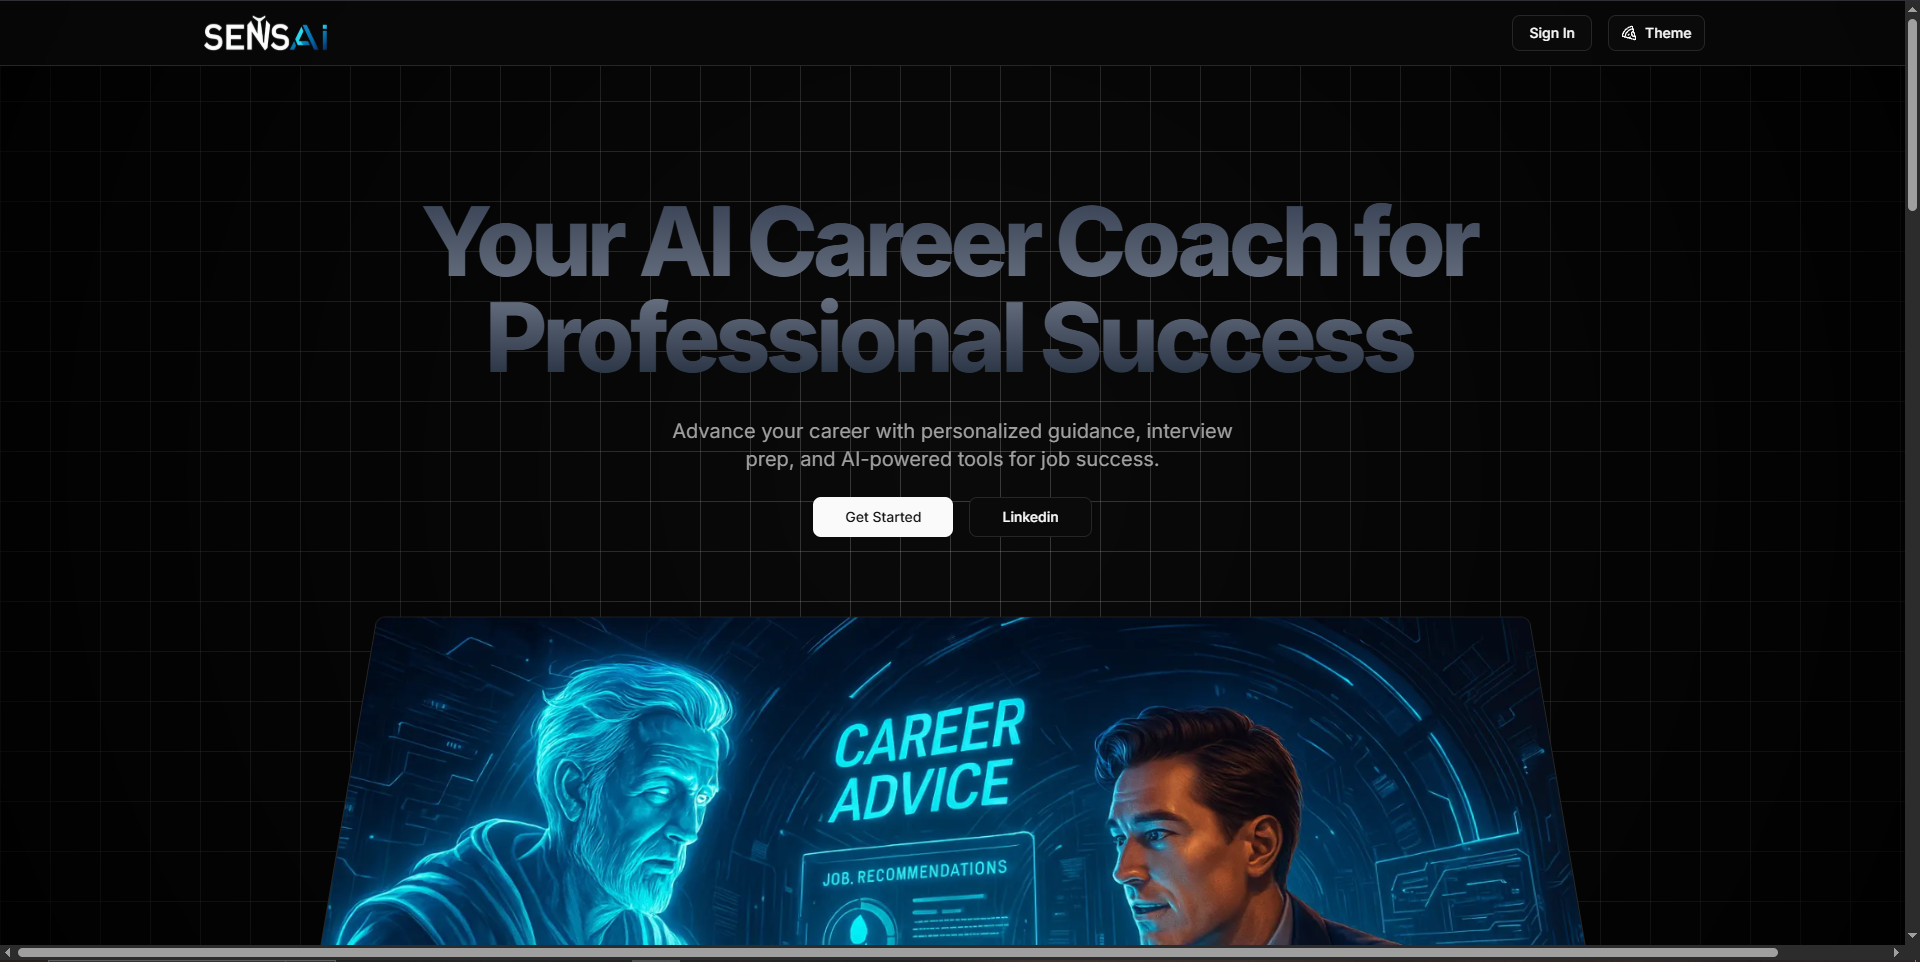 SENSAi
Sign In
Theme
Your AI Career Coach for
Professional Success
Advance your career with personalized guidance, interview
prep, and AI-powered tools for job success.
Get Started
Linkedin
CAREER
ADVICE
JOB. RECOMMENDATIONS